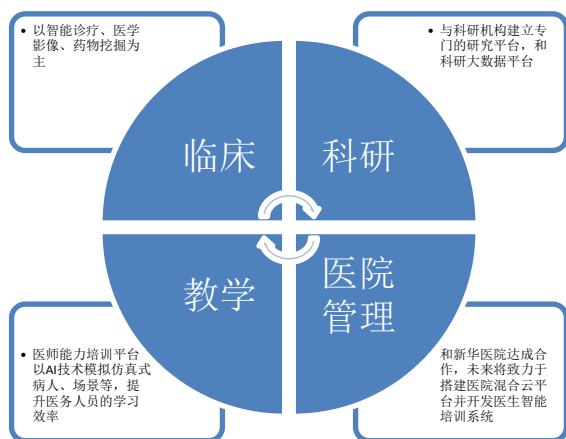 • 以智能诊疗、医学
影像、药物挖掘为
主
• 与科研机构建立专
门的研究平台，和
科研大数据平台
临床
科研
教学
医院
管理
• 医师能力培训平台
以AI技术模拟仿真式
病人、场景等，提
升医务人员的学习
效率
和新华医院达成合
作，未来将致力于
搭建医院混合云平
台并开发医生智能
培训系统